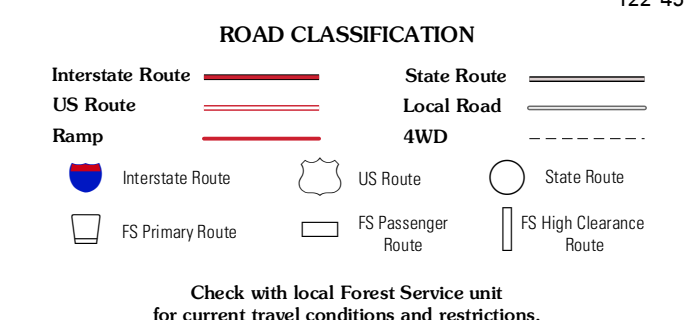 ROAD CLASSIFICATION
Interstate Route
State Route
US Route
Local Road
Ramp
4WD
Interstate Route
US Route
State Route
FS Primary Route
FS Passenger
Route
FS High Clearance
Route
Check with local Forest Service unit
for current travel conditions and restrictions.